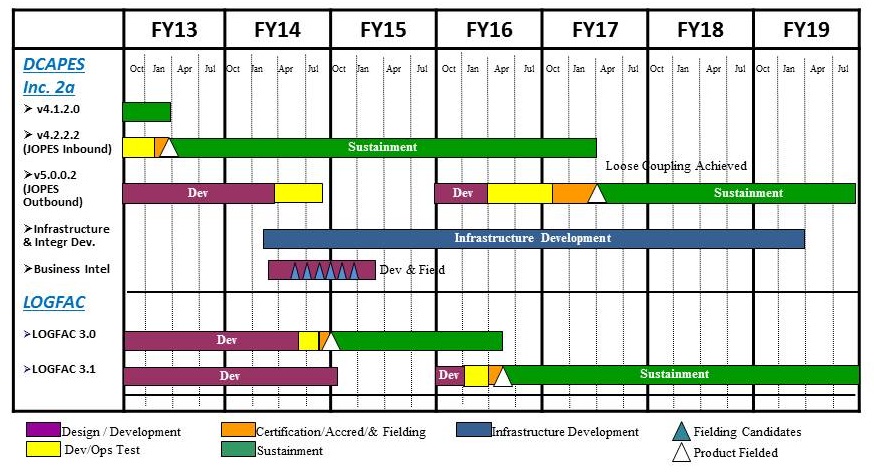 FY13 FY14 FY15 FY16 FY17 FY18 FY19
Oct Jan Apr Jul Oct Jan Apr Jul Oct Jan Apr Jul Oct Jan Apr Jul Oct Jan Apr Jul Oct Jan Apr Jul Oct Jan Apr Jul
DCAPES
Inc. 2a
v4.1.2.0
v4.2.2.2
(JOPES Inbound)
Sustainment
Loose Coupling Achieved
v5.0.0.2
(JOPES
Outbound)
Dev
Dev
Sustainment
Infrastructure
& Integr Dev.
Infrastructure Development
Business Intel
Dev & Field
LOGFAC
LOGFAC 3.0
Dev
LOGFAC 3.1
Dev
Dev
Sustainment
Design / Development
Certification/Accred/& Fielding
Infrastructure Development
Fielding Candidates
Dev/Ops Test
Sustainment
Product Fielded